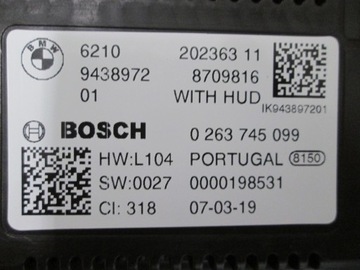 BMW
6210 202363 11
9438972 8709816
01 WITH HUD
IK943897201
BOSCH 0 263 745 099
HW:L104 PORTUGAL 8150
SW:0027 0000198531
CI: 318 07-03-19